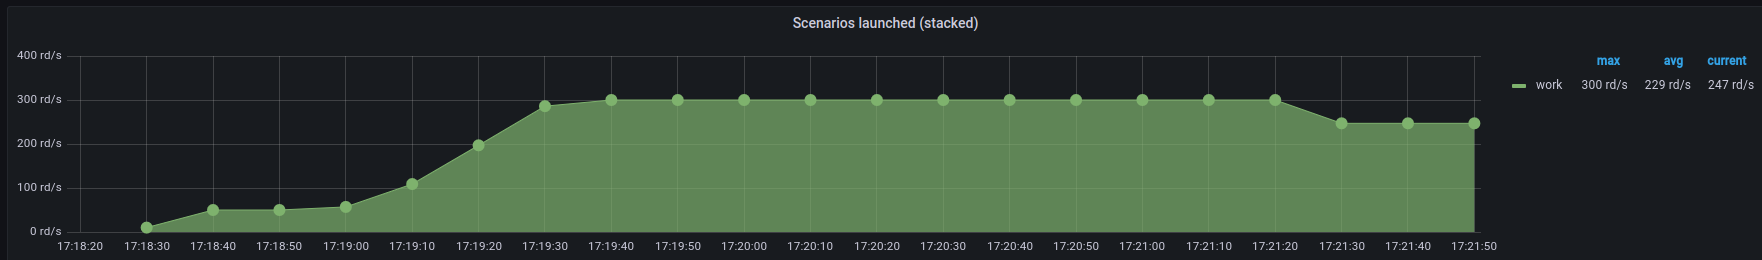 Scenarios launched (stacked)
400 rd/s
300 rd/s
200 rd/s
100 rd/s
0 rd/s
17:18:20 17:18:30 17:18:40 17:18:50 17:19:00 17:19:10 17:19:20 17:19:30 17:19:40 17:19:50 17:20:00 17:20:10 17:20:20 17:20:30 17:20:40 17:20:50 17:21:00 17:21:10 17:21:20 17:21:30 17:21:40 17:21:50
max avg current
work 300 rd/s 229 rd/s 247 rd/s